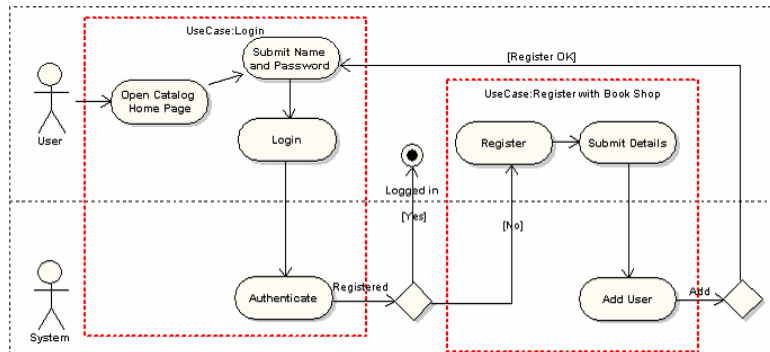 UseCase:Login
Submit Name
and Password
[Register OK]
Open Catalog
Home Page
User
UseCase:Register with Book Shop
Login
Register
Submit Details
Logged in
[Yes]
[No]
Authenticate
Registered
Add User
Add
System